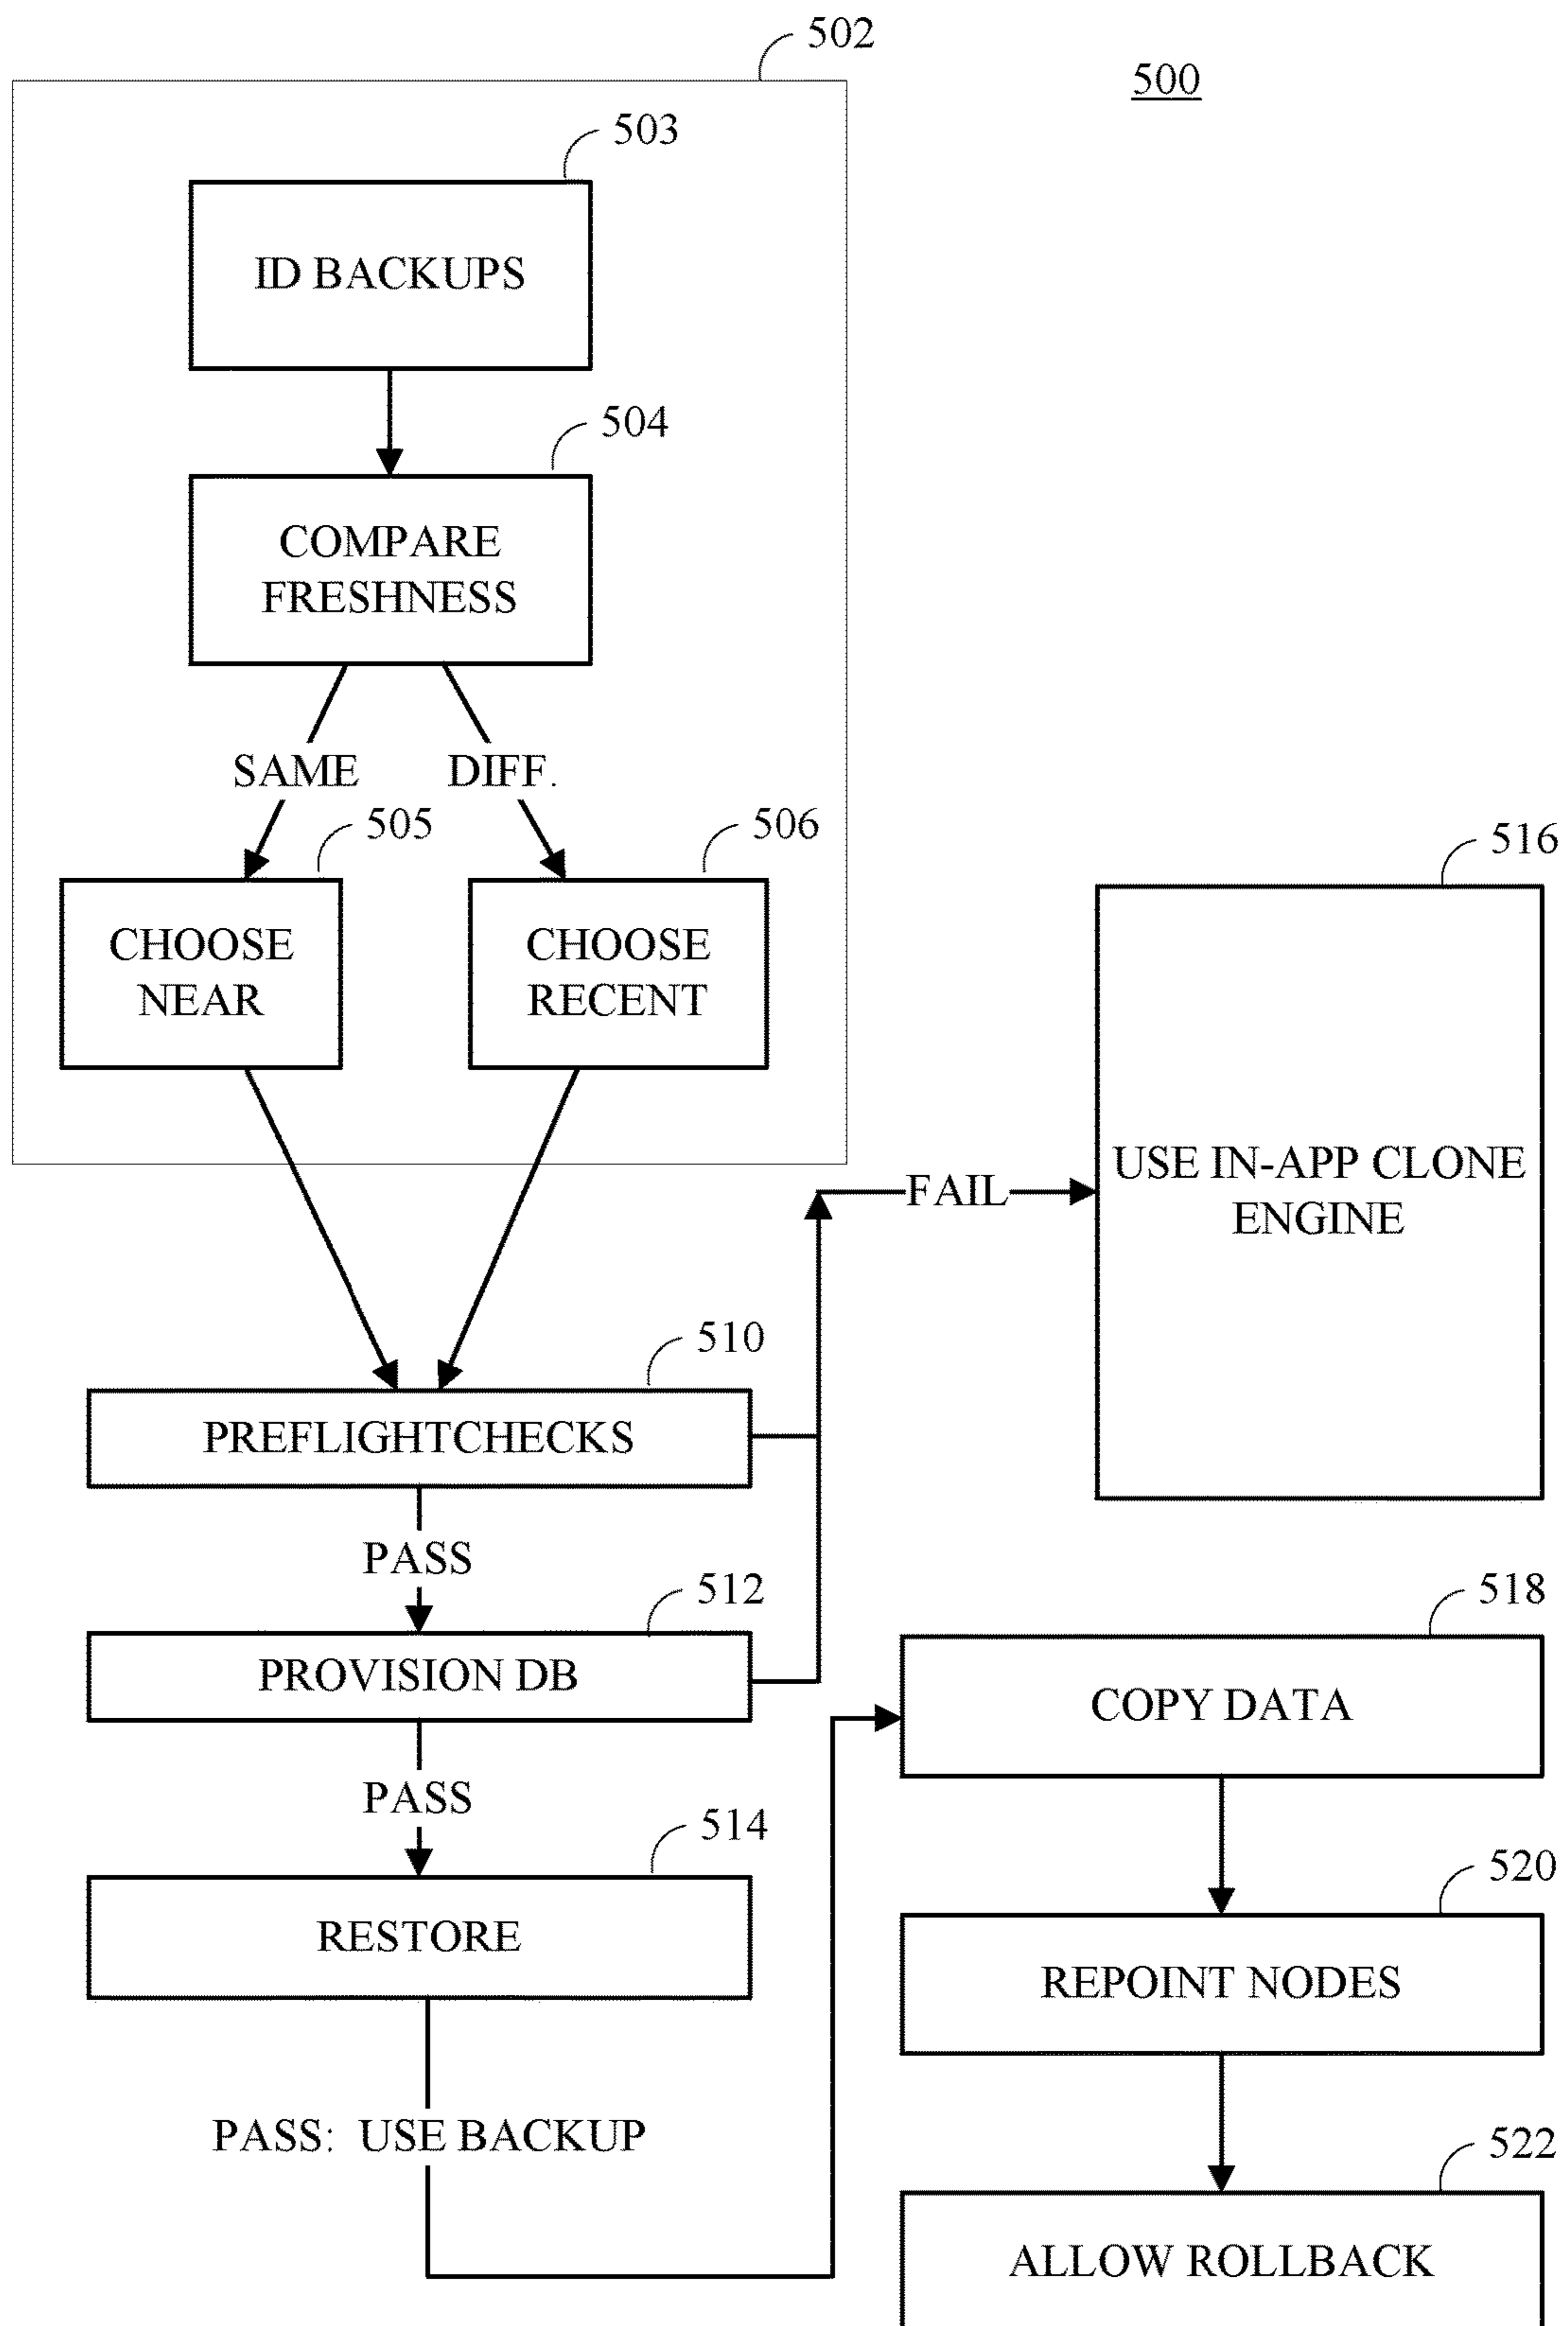 502
500
503
ID BACKUPS
504
COMPARE
FRESHNESS
SAME
DIFF.
505
506
CHOOSE
NEAR
CHOOSE
RECENT
516
USE IN-APP CLONE
ENGINE
FAIL
510
PREFLIGHTCHECKS
PASS
512
PROVISION DB
PASS
514
RESTORE
PASS: USE BACKUP
518
COPY DATA
520
REPOINT NODES
522
ALLOW ROLLBACK